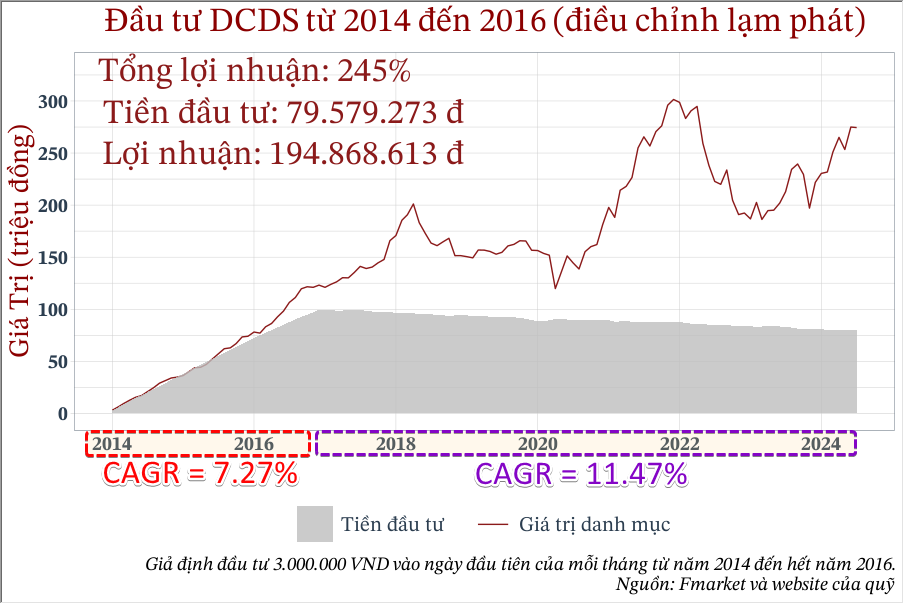 Đầu tư DCDS từ 2014 đến 2016 (điều chỉnh lạm phát)
Tổng lợi nhuận: 245%
Tiền đầu tư: 79.579.273 đ
Lợi nhuận: 194.868.613 đ
Giá Trị (triệu đồng)
300
250
200
150
100
50
0
2014 2016 2018 2020 2022 2024
CAGR = 7.27% CAGR = 11.47%
Tiền đầu tư Giá trị danh mục
Giả định đầu tư 3.000.000 VND vào ngày đầu tiên của mỗi tháng từ năm 2014 đến hết năm 2016.
Nguồn: Fmarket và website của quỹ